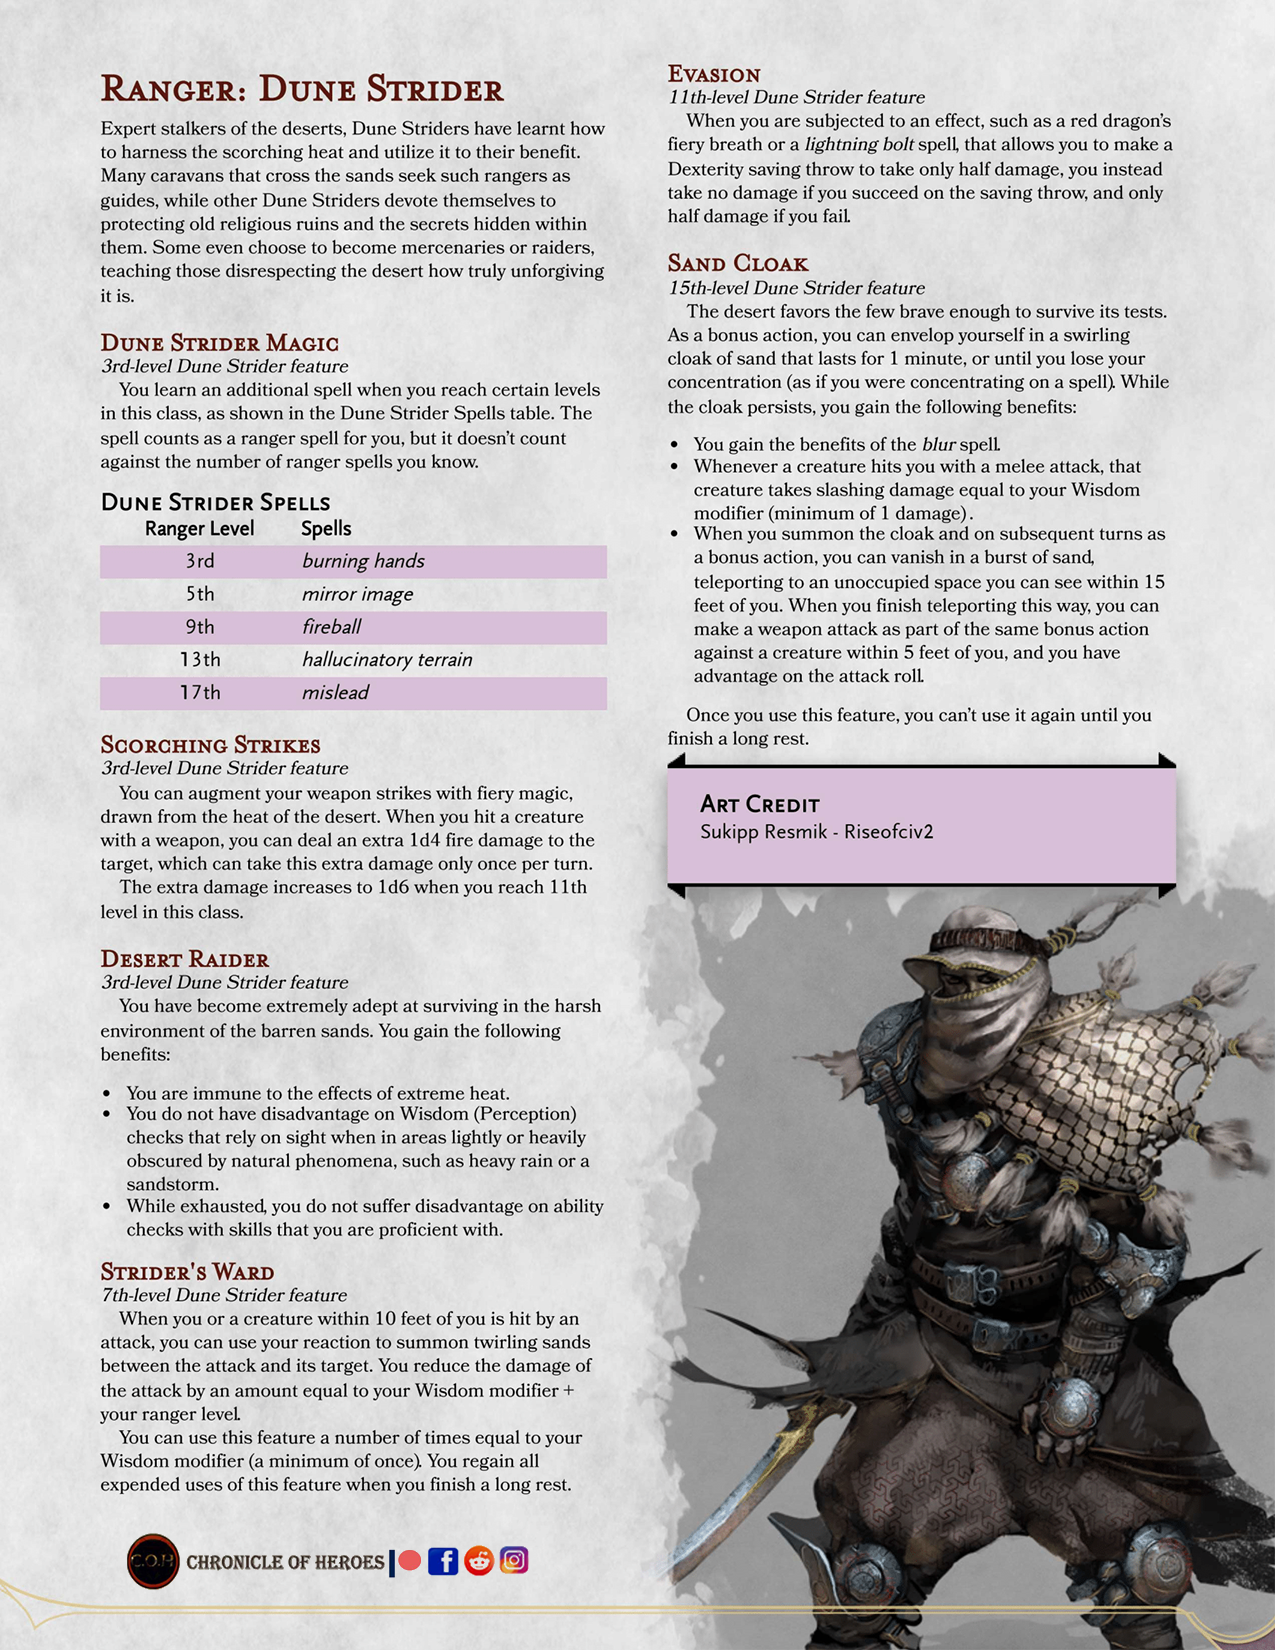 Ranger: Dune Strider
Expert stalkers of the deserts, Dune Striders have learnt how
to harness the scorching heat and utilize it to their benefit.
Many caravans that cross the sands seek such rangers as
guides, while other Dune Striders devote themselves to
protecting old religious ruins and the secrets hidden within
them. Some even choose to become mercenaries or raiders,
teaching those disrespecting the desert how truly unforgiving
it is.
Dune Strider Magic
3rd-level Dune Strider feature
You learn an additional spell when you reach certain levels
in this class, as shown in the Dune Strider Spells table. The
spell counts as a ranger spell for you, but it doesn't count
against the number of ranger spells you know.
Dune Strider Spells
Ranger Level Spells
3rd burning hands
5th mirror image
9th fireball
13th hallucinatory terrain
17th mislead
Scorching Strikes
3rd-level Dune Strider feature
You can augment your weapon strikes with fiery magic,
drawn from the heat of the desert. When you hit a creature
with a weapon, you can deal an extra 1d4 fire damage to the
target, which can take this extra damage only once per turn.
The extra damage increases to 1d6 when you reach 11th
level in this class.
Desert Raider
3rd-level Dune Strider feature
You have become extremely adept at surviving in the harsh
environment of the barren sands. You gain the following
benefits:
• You are immune to the effects of extreme heat.
• You do not have disadvantage on Wisdom (Perception)
checks that rely on sight when in areas lightly or heavily
obscured by natural phenomena, such as heavy rain or a
sandstorm.
• While exhausted, you do not suffer disadvantage on ability
checks with skills that you are proficient with.
Strider's Ward
7th-level Dune Strider feature
When you or a creature within 10 feet of you is hit by an
attack, you can use your reaction to summon twirling sands
between the attack and its target. You reduce the damage of
the attack by an amount equal to your Wisdom modifier +
your ranger level.
You can use this feature a number of times equal to your
Wisdom modifier (a minimum of once). You regain all
expended uses of this feature when you finish a long rest.
C.O.H CHRONICLE OF HEROES
Evasion
11th-level Dune Strider feature
When you are subjected to an effect, such as a red dragon's
fiery breath or a lightning bolt spell, that allows you to make a
Dexterity saving throw to take only half damage, you instead
take no damage if you succeed on the saving throw, and only
half damage if you fail.
Sand Cloak
15th-level Dune Strider feature
The desert favors the few brave enough to survive its tests.
As a bonus action, you can envelop yourself in a swirling
cloak of sand that lasts for 1 minute, or until you lose your
concentration (as if you were concentrating on a spell). While
the cloak persists, you gain the following benefits:
• You gain the benefits of the blur spell.
• Whenever a creature hits you with a melee attack, that
creature takes slashing damage equal to your Wisdom
modifier (minimum of 1 damage).
• When you summon the cloak and on subsequent turns as
a bonus action, you can vanish in a burst of sand,
teleporting to an unoccupied space you can see within 15
feet of you. When you finish teleporting this way, you can
make a weapon attack as part of the same bonus action
against a creature within 5 feet of you, and you have
advantage on the attack roll.
Once you use this feature, you can't use it again until you
finish a long rest.
Art Credit
Sukipp Resmik - Riseofciv2